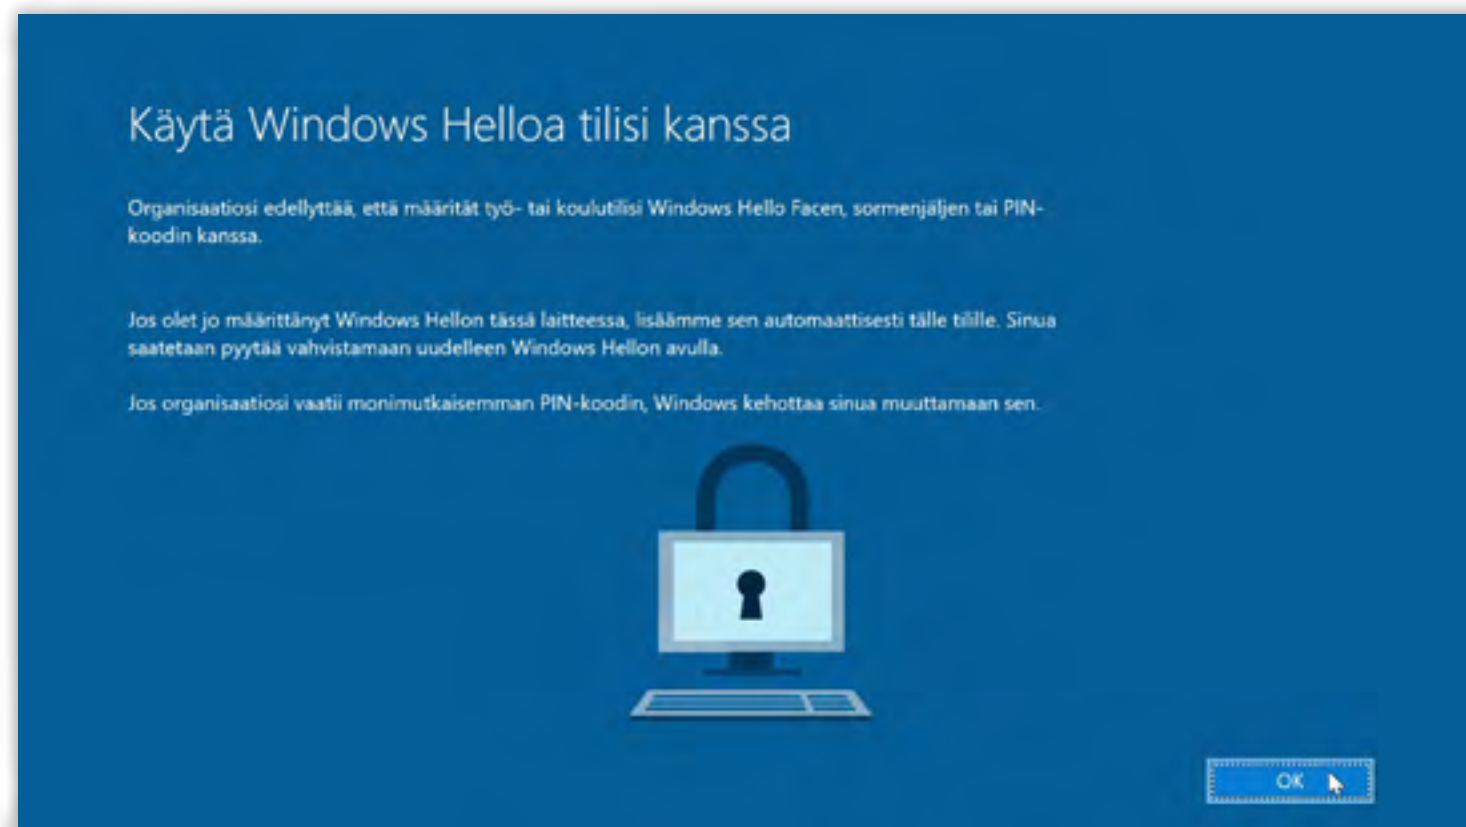 Käytä Windows Helloa tilisi kanssa
Organisaatiosi edellyttää, että määrität työ- tai koulutilisi Windows Hello Facen, sormenjäljen tai PIN-
koodin kanssa.
Jos olet jo määrittänyt Windows Hellon tässä laitteessa, lisäämme sen automaattisesti tälle tilille. Sinua
saatetaan pyytää vahvistamaan uudelleen Windows Hellon avulla.
Jos organisaatiosi vaatii monimutkaisemman PIN-koodin, Windows kehottaa sinua muuttamaan sen.
OK